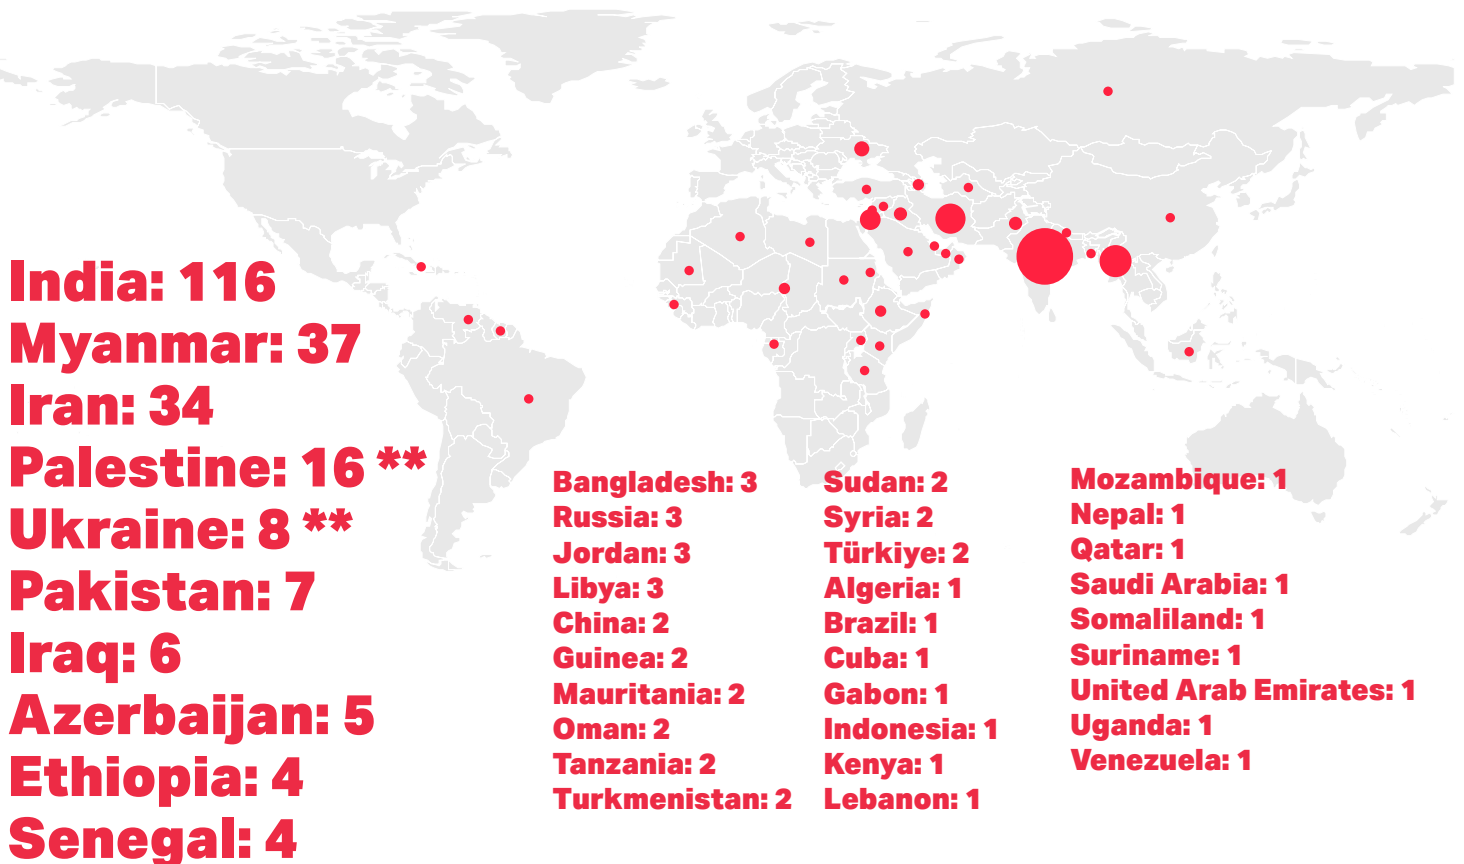 India: 116
Myanmar: 37
Iran: 34
Palestine: 16 **
Ukraine: 8 **
Pakistan: 7
Iraq: 6
Azerbaijan: 5
Ethiopia: 4
Senegal: 4
Bangladesh: 3
Russia: 3
Jordan: 3
Libya: 3
China: 2
Guinea: 2
Mauritania: 2
Oman: 2
Tanzania: 2
Turkmenistan: 2
Sudan: 2
Syria: 2
Türkiye: 2
Algeria: 1
Brazil: 1
Cuba: 1
Gabon: 1
Indonesia: 1
Kenya: 1
Lebanon: 1
Mozambique: 1
Nepal: 1
Qatar: 1
Saudi Arabia: 1
Somaliland: 1
Suriname: 1
United Arab Emirates: 1
Uganda: 1
Venezuela: 1